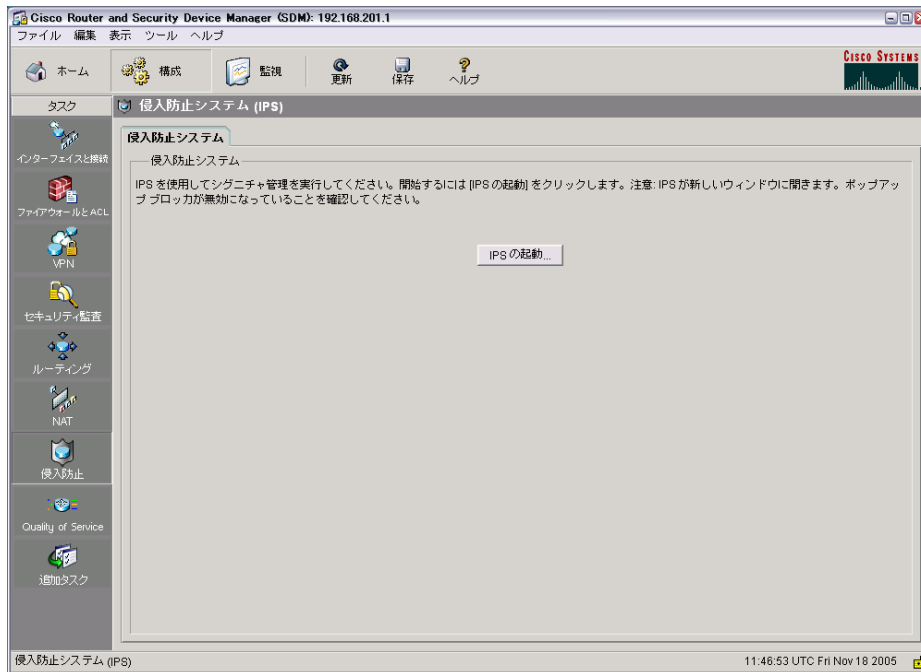 Cisco Router and Security Device Manager (SDM): 192.168.201.1
ファイル 編集 表示 ツール ヘルプ
ホーム 構成 監視 更新 保存 ヘルプ
CISCO SYSTEMS
タスク
侵入防止システム (IPS)
インターフェイスと接続
ファイアウォールと ACL
VPN
セキュリティ監査
ルーティング
NAT
侵入防止
Quality of Service
追加タスク
侵入防止システム
侵入防止システム
IPS を使用してシグニチャ管理を実行してください。開始するには [IPS の起動] をクリックします。注意: IPS が新しいウィンドウに開きます。ポップアッ
プ ブロッカが無効になっていることを確認してください。
IPS の起動...
侵入防止システム (IPS)
11:46:53 UTC Fri Nov 18 2005